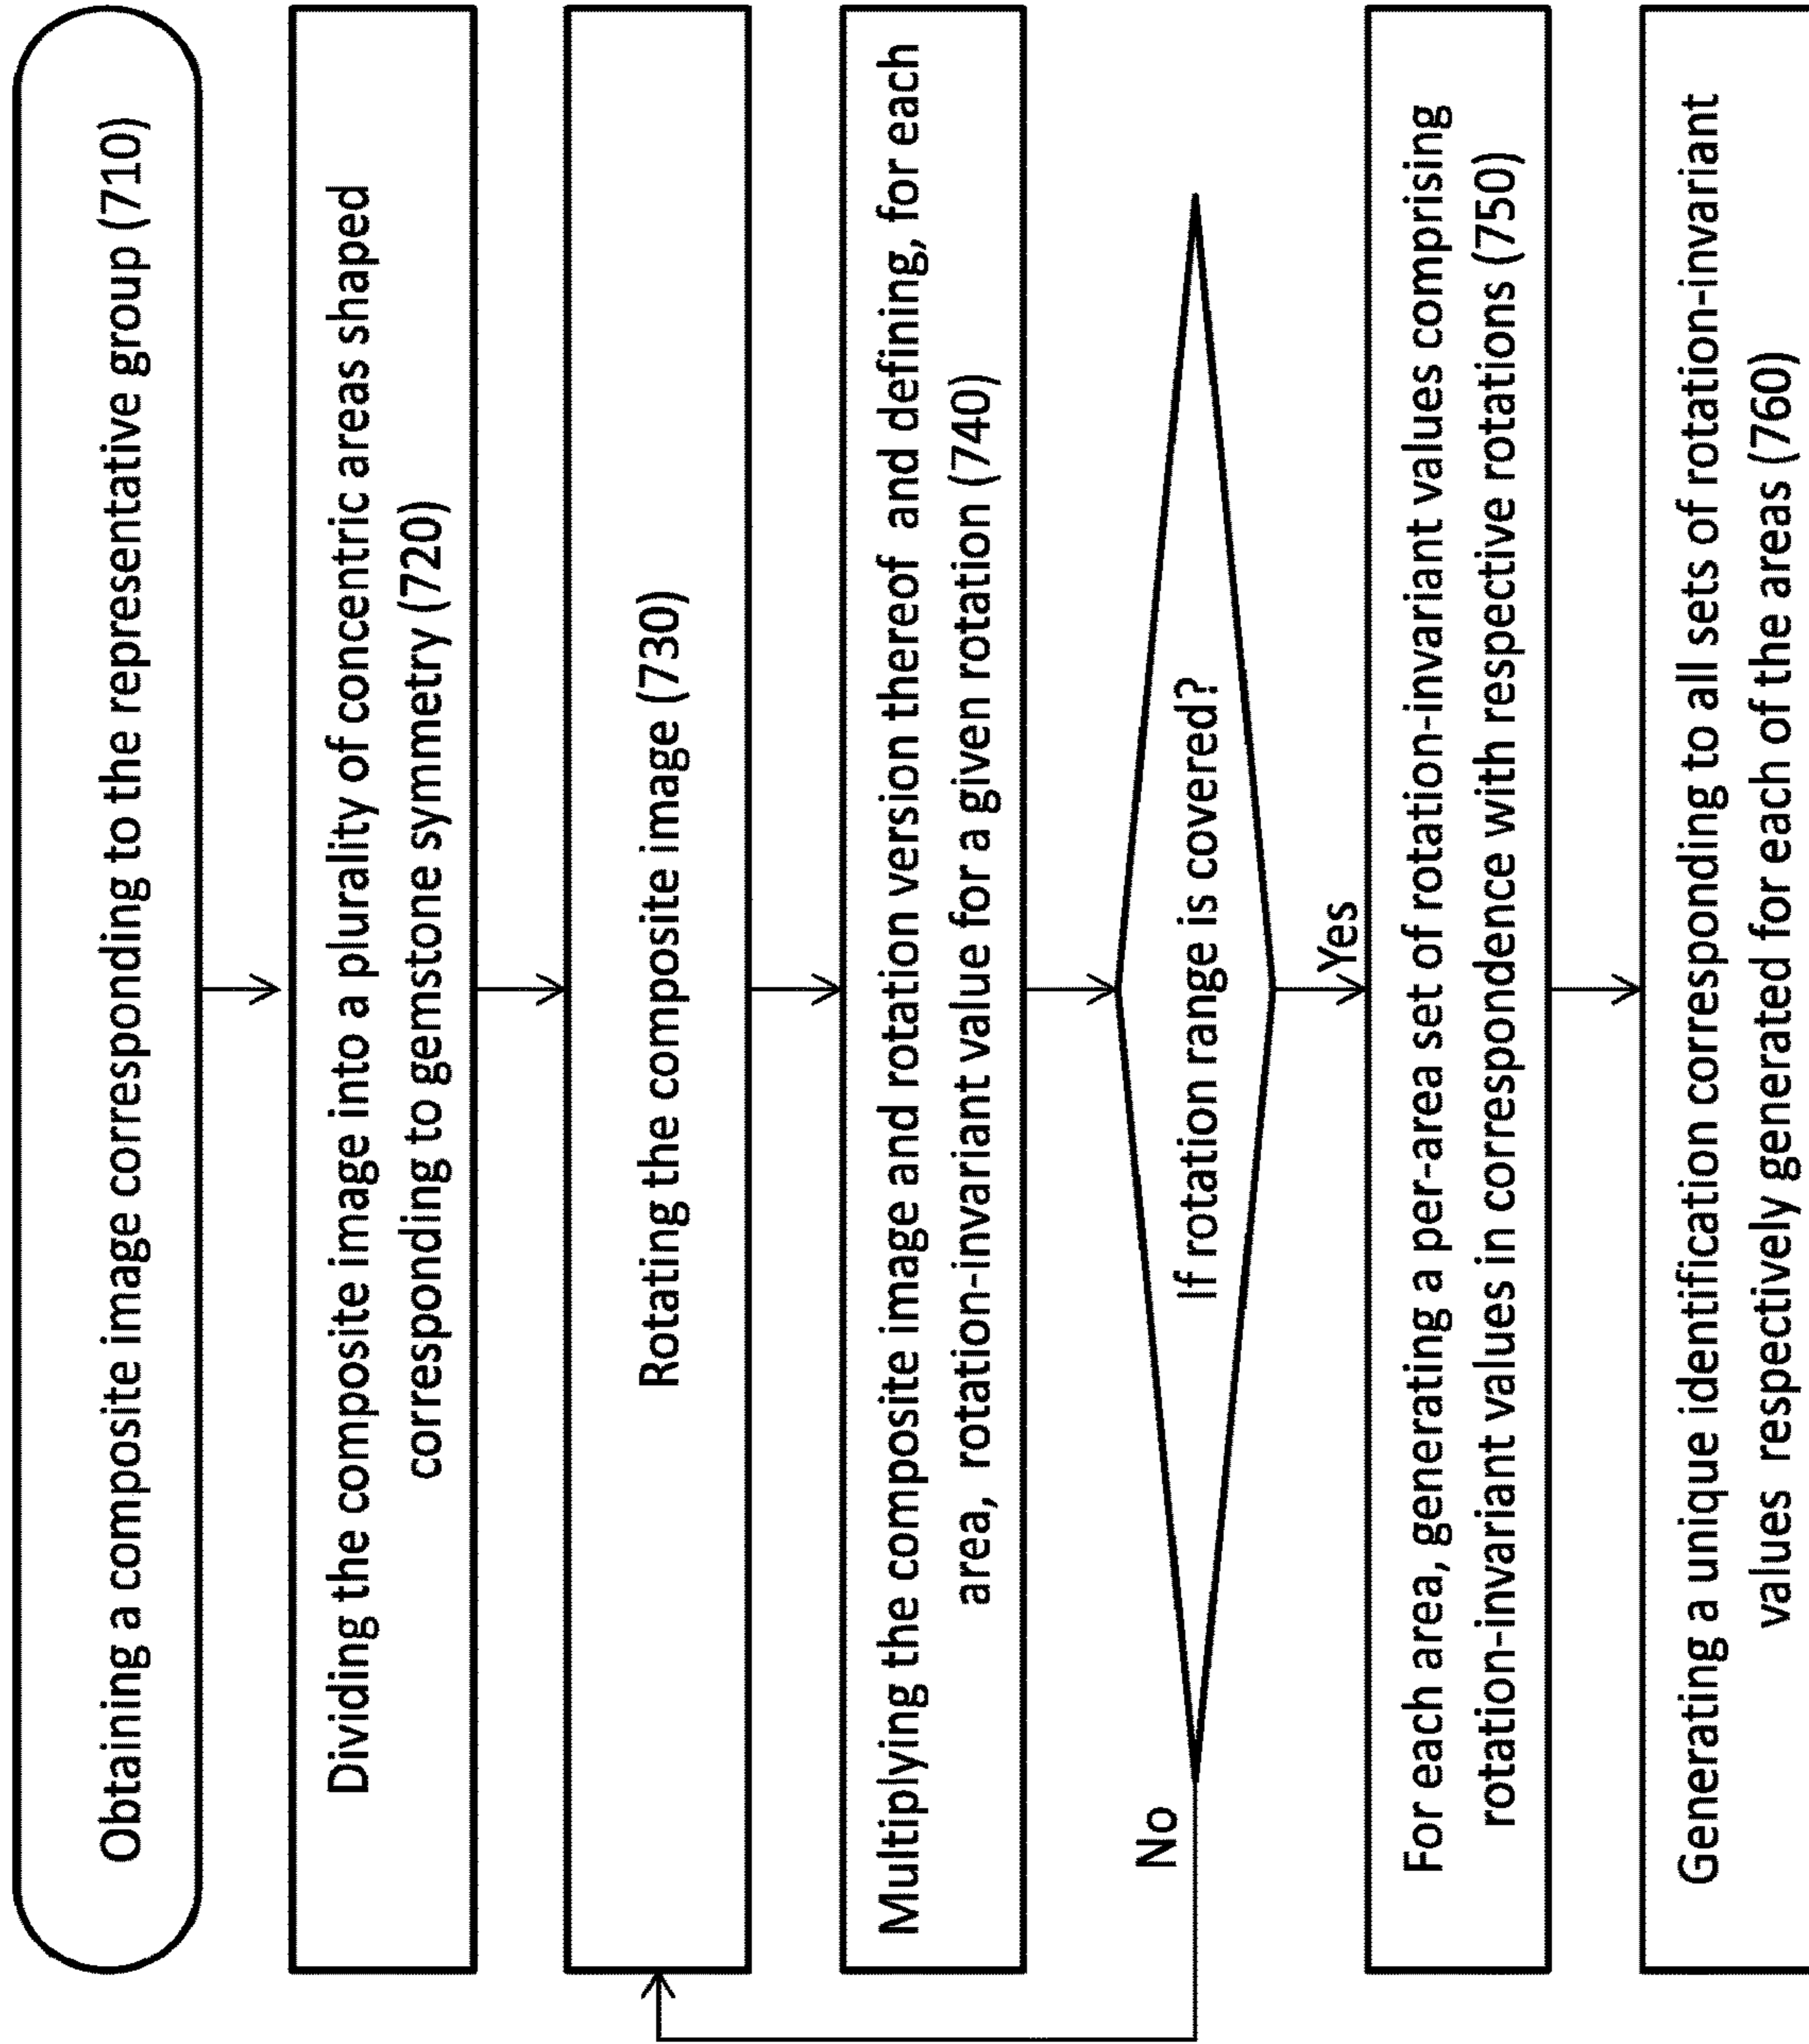 Obtaining a composite image corresponding to the representative group (710)
Dividing the composite image into a plurality of concentric areas shaped
corresponding to gemstone symmetry (720)
Rotating the composite image (730)
Multiplying the composite image and rotation version thereof and defining, for each
area, rotation-invariant value for a given rotation (740)
If rotation range is covered?
No
Yes
For each area, generating a per-area set of rotation-invariant values comprising
rotation-invariant values in correspondence with respective rotations (750)
Generating a unique identification corresponding to all sets of rotation-invariant
values respectively generated for each of the areas (760)